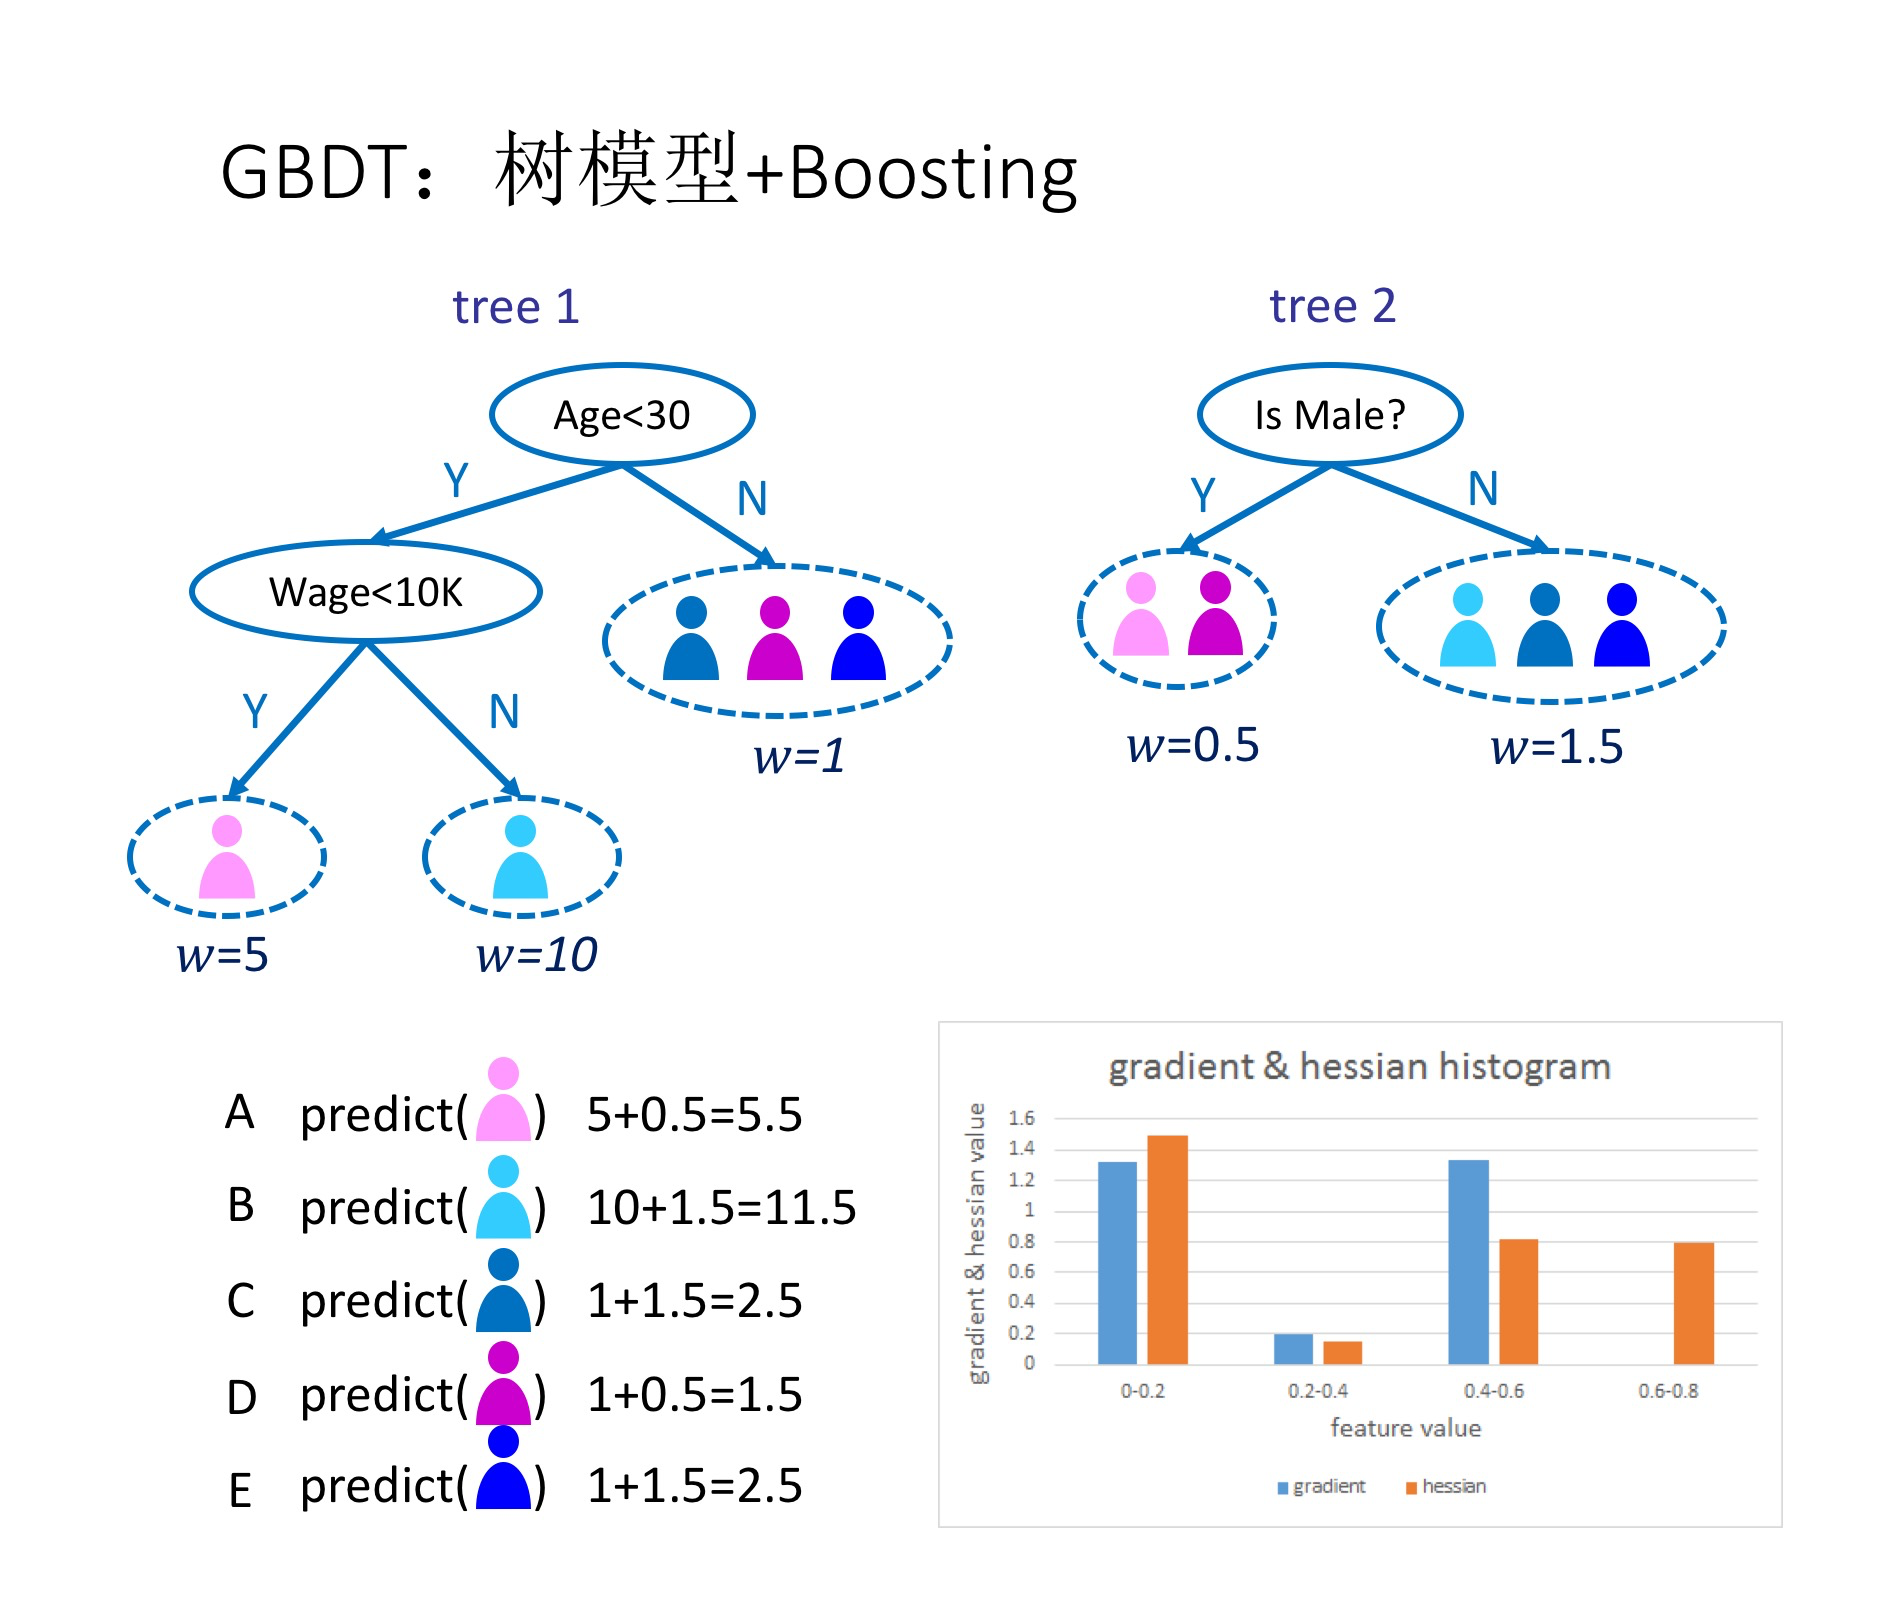 GBDT：树模型+Boosting
tree 1
Age<30
Y
N
Wage<10K
Y
N
w=1
w=5
w=10
tree 2
Is Male?
Y
N
w=0.5
w=1.5
A predict( ) 5+0.5=5.5
B predict( ) 10+1.5=11.5
C predict( ) 1+1.5=2.5
D predict( ) 1+0.5=1.5
E predict( ) 1+1.5=2.5
gradient & hessian histogram
gradient & hessian value
1.6
1.4
1.2
1
0.8
0.6
0.4
0.2
0
0-0.2 0.2-0.4 0.4-0.6 0.6-0.8
feature value
gradient hessian